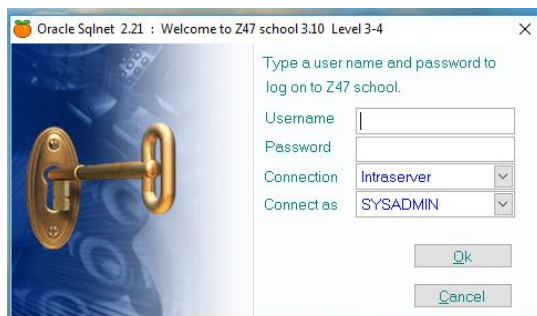 Oracle Sqlnet 2.21 : Welcome to Z47 school 3.10 Level 3-4
Type a user name and password to
log on to Z47 school.
Username
Password
Connection Intraserver
Connect as SYSADMIN
Ok
Cancel